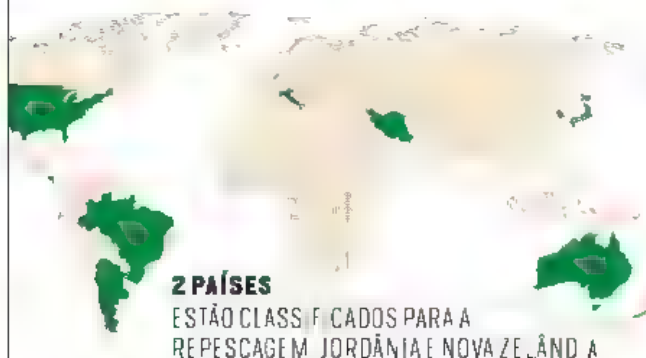 2 PAÍSES
ESTÃO CLASSIFICADOS PARA A
REPESCAGEM JORDÂNIA E NOVA ZELÂNDIA